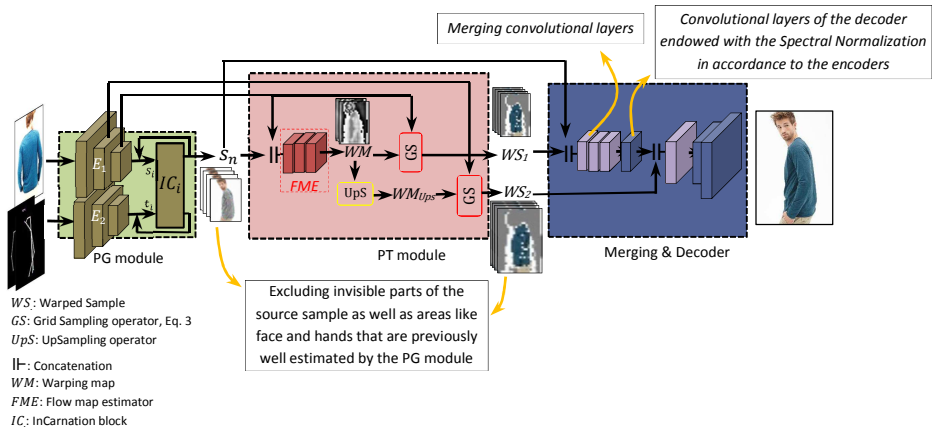 Merging convolutional layers
Convolutional layers of the decoder
endowed with the Spectral Normalization
in accordance to the encoders
E1
E2
si
ti
ICi
Sn
FME
WM
UpS
WMUps
GS
GS
WS1
WS2
PG module
PT module
Merging & Decoder
Excluding invisible parts of the
source sample as well as areas like
face and hands that are previously
well estimated by the PG module
WS: Warped Sample
GS: Grid Sampling operator, Eq. 3
UpS: UpSampling operator
: Concatenation
WM: Warping map
FME: Flow map estimator
IC: InCarnation block